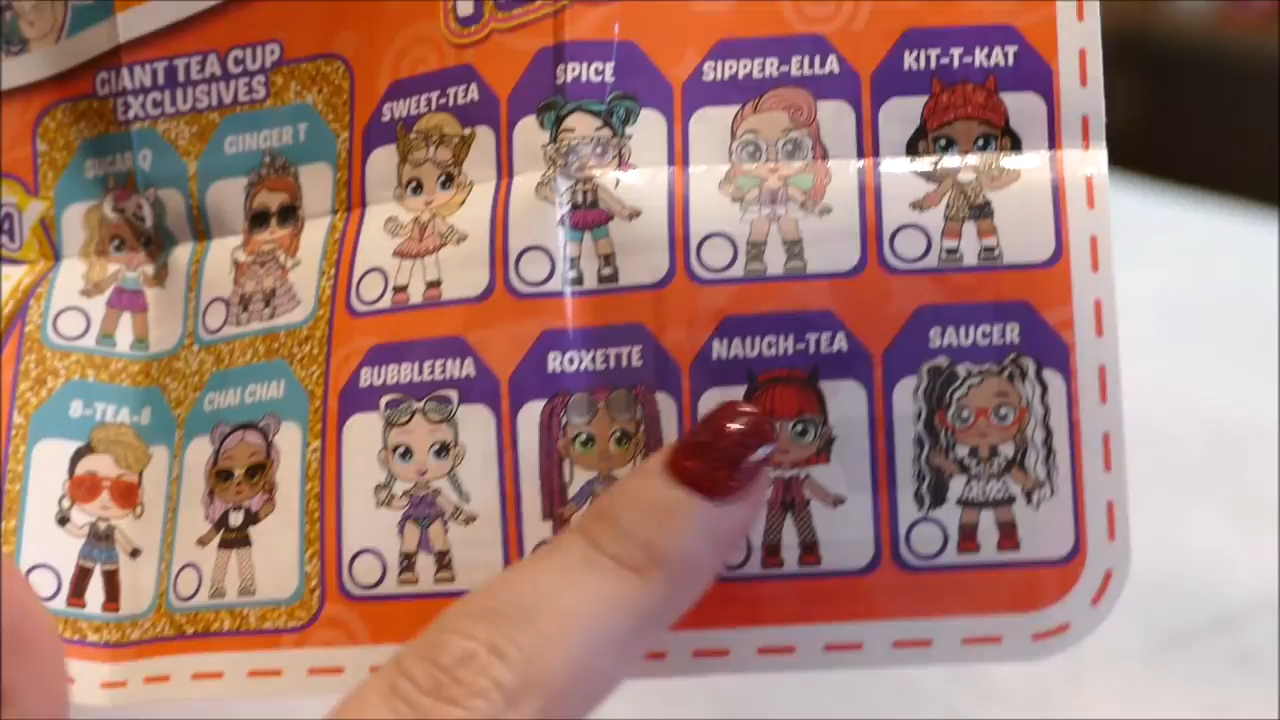 GIANT TEA CUP
EXCLUSIVES
SUGAR Q
GINGER T
SWEET-TEA
SPICE
SIPPER-ELLA
KIT-T-KAT
B-TEA-8
CHAI CHAI
BUBBLEENA
ROXETTE
NAUGH-TEA
SAUCER